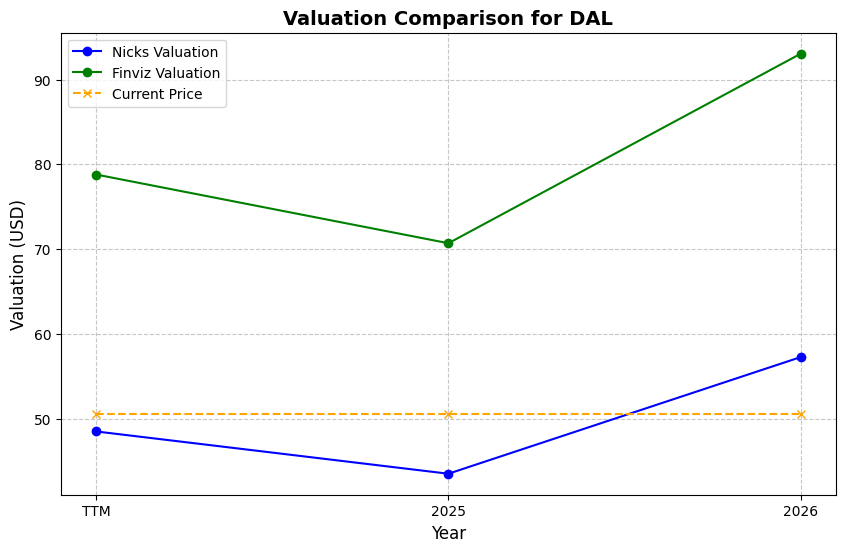 Valuation Comparison for DAL
Nicks Valuation
Finviz Valuation
Current Price
Valuation (USD)
90
80
70
60
50
TTM
2025
2026
Year